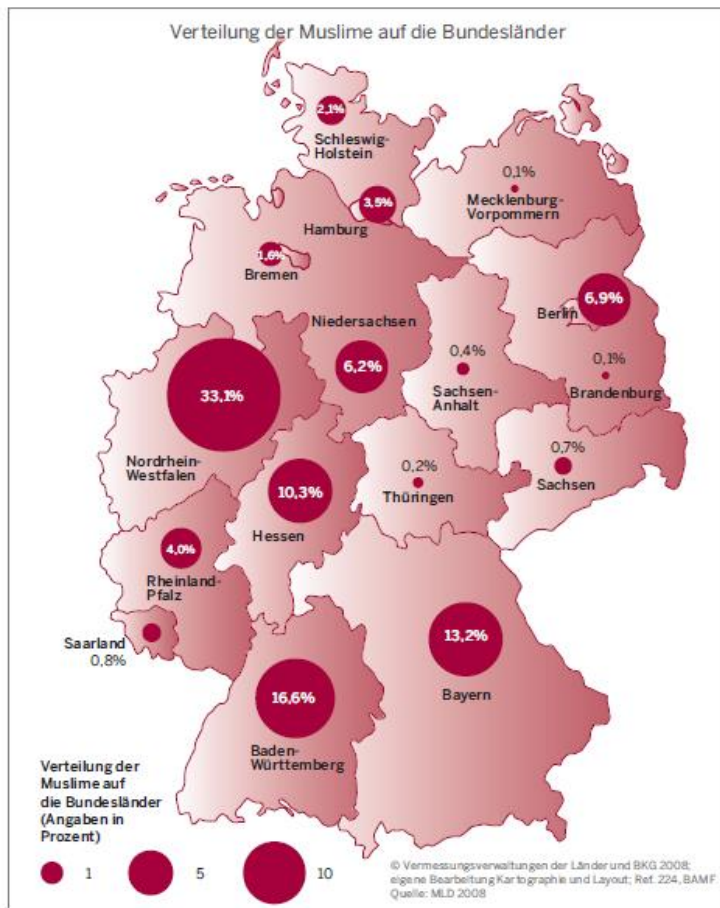 Verteilung der Muslime auf die Bundesländer
2,1%
Schleswig-
Holstein
0,1%
Mecklenburg-
Vorpommern
3,5%
Hamburg
1,6%
Bremen
6,9%
Berlin
Niedersachsen
6,2%
0,4%
Sachsen-
Anhalt
0,1%
Brandenburg
33,1%
Nordrhein-
Westfalen
0,7%
Sachsen
0,2%
Thüringen
10,3%
Hessen
4,0%
Rheinland-
Pfalz
Saarland
0,8%
13,2%
Bayern
16,6%
Baden-
Württemberg
Verteilung der
Muslime auf
die Bundesländer
(Angaben in
Prozent)
1
5
10
© Vermessungsverwaltungen der Länder und BKG 2008;
eigene Bearbeitung Kartographie und Layout; Ref. 224, BAMF
Quelle: MLD 2008